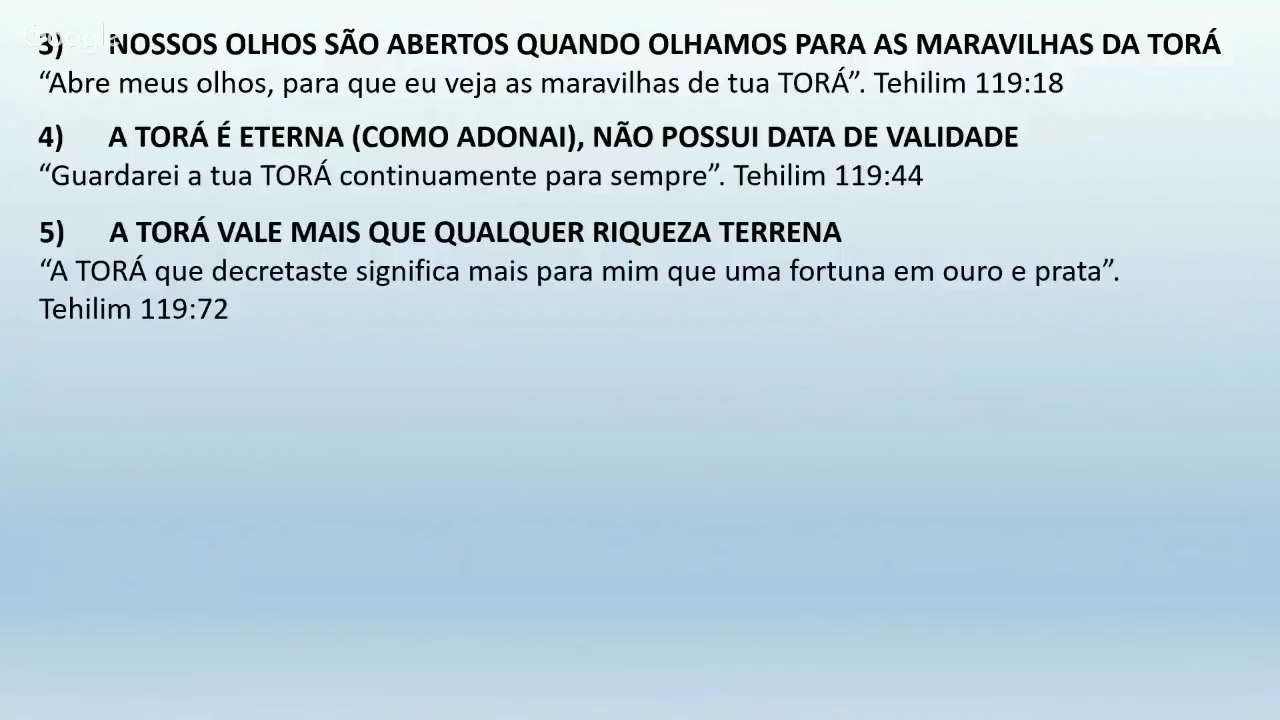 3) NOSSOS OLHOS SÃO ABERTOS QUANDO OLHAMOS PARA AS MARAVILHAS DA TORÁ
“Abre meus olhos, para que eu veja as maravilhas de tua TORÁ”. Tehilim 119:18
4) A TORÁ É ETERNA (COMO ADONAI), NÃO POSSUI DATA DE VALIDADE
“Guardarei a tua TORÁ continuamente para sempre”. Tehilim 119:44
5) A TORÁ VALE MAIS QUE QUALQUER RIQUEZA TERRENA
“A TORÁ que decretaste significa mais para mim que uma fortuna em ouro e prata”.
Tehilim 119:72